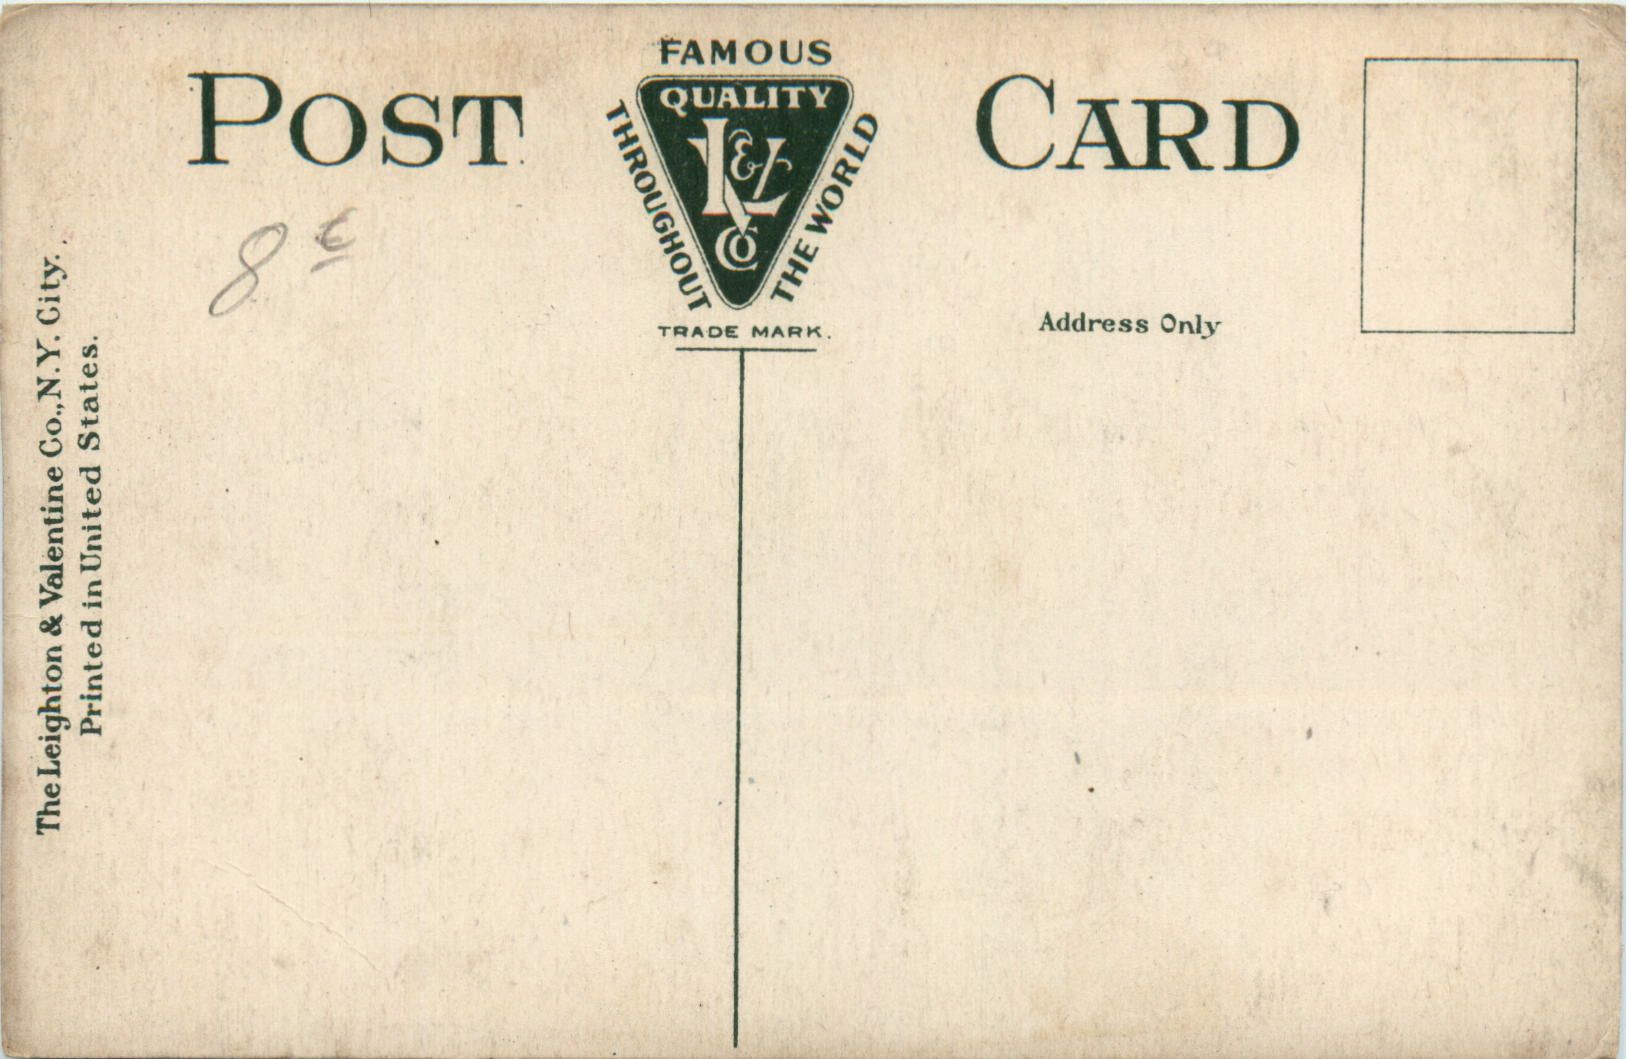 POST CARD
FAMOUS
QUALITY
THROUGHOUT
THE WORLD
L & V
CO
TRADE MARK.
Address Only
8¢
The Leighton & Valentine Co., N.Y. City.
Printed in United States.